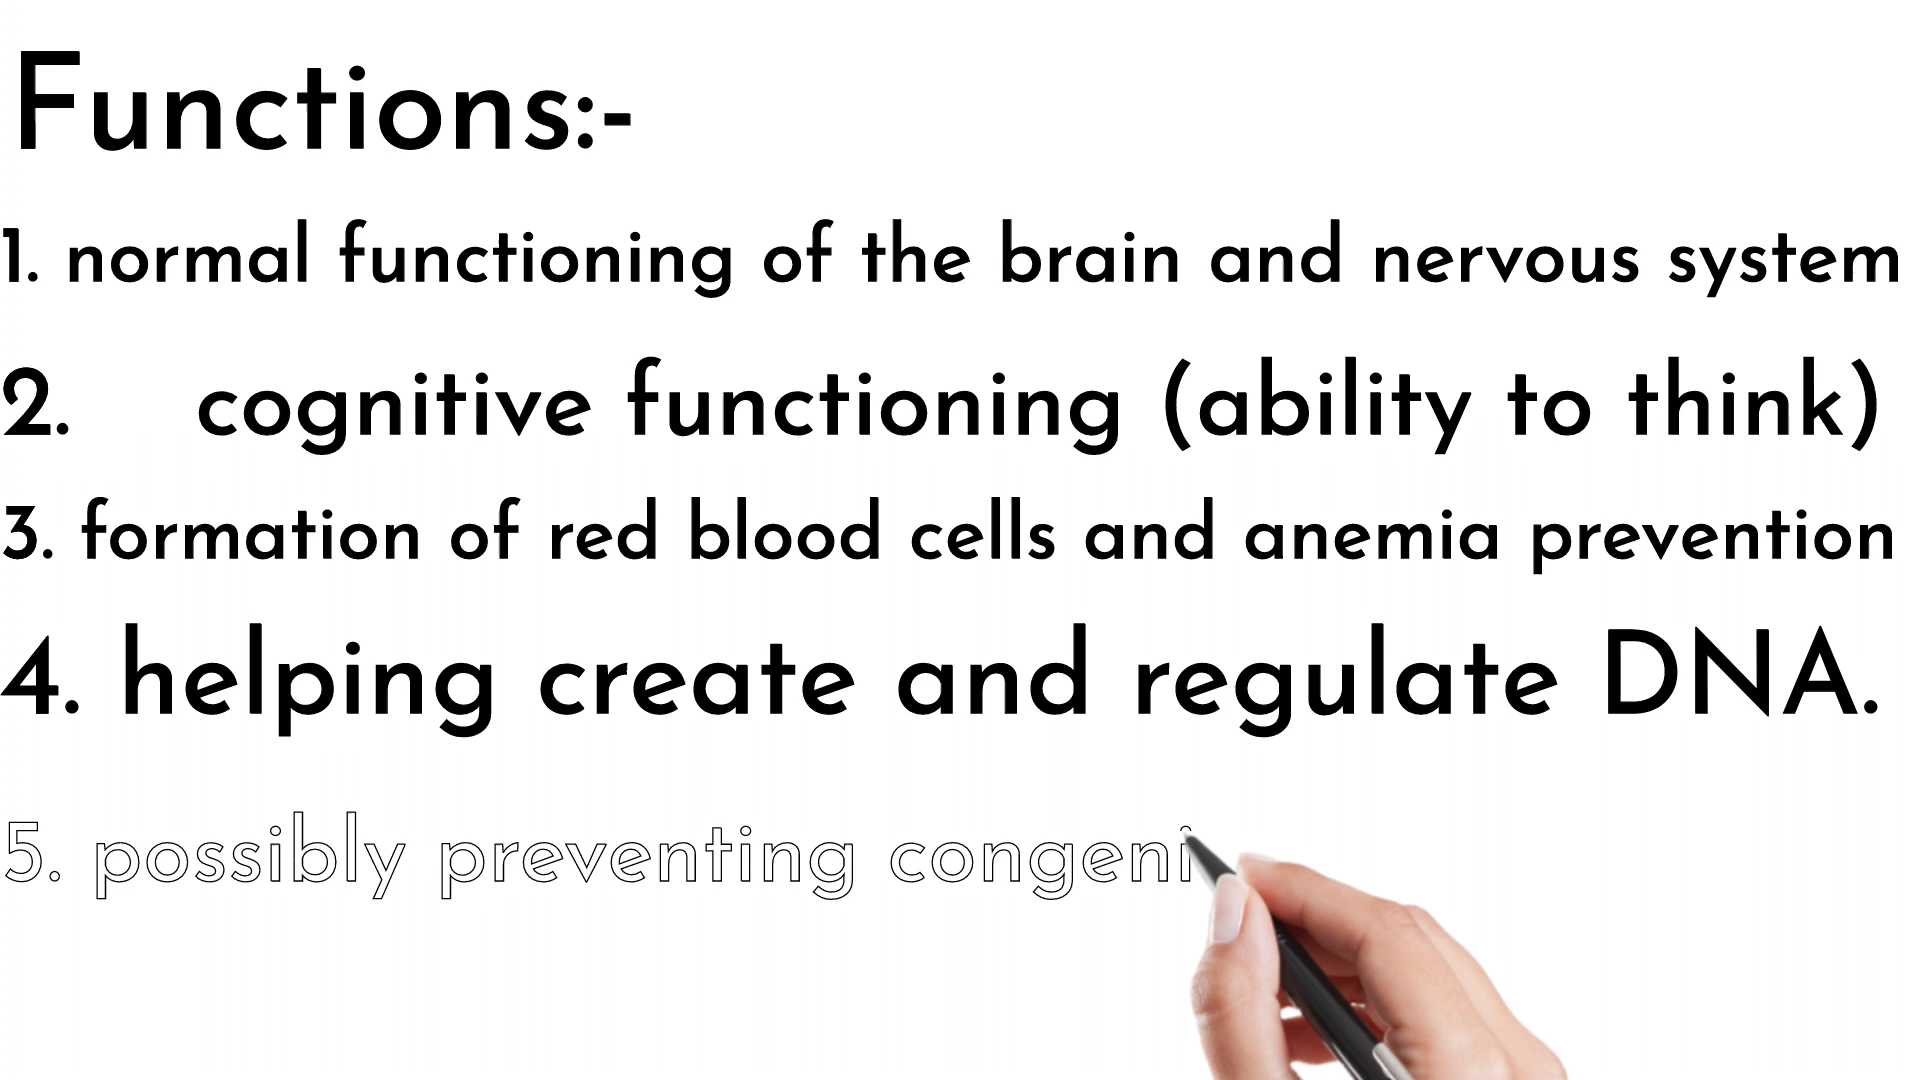 Functions:-
1. normal functioning of the brain and nervous system
2. cognitive functioning (ability to think)
3. formation of red blood cells and anemia prevention
4. helping create and regulate DNA.
5. possibly preventing congeni